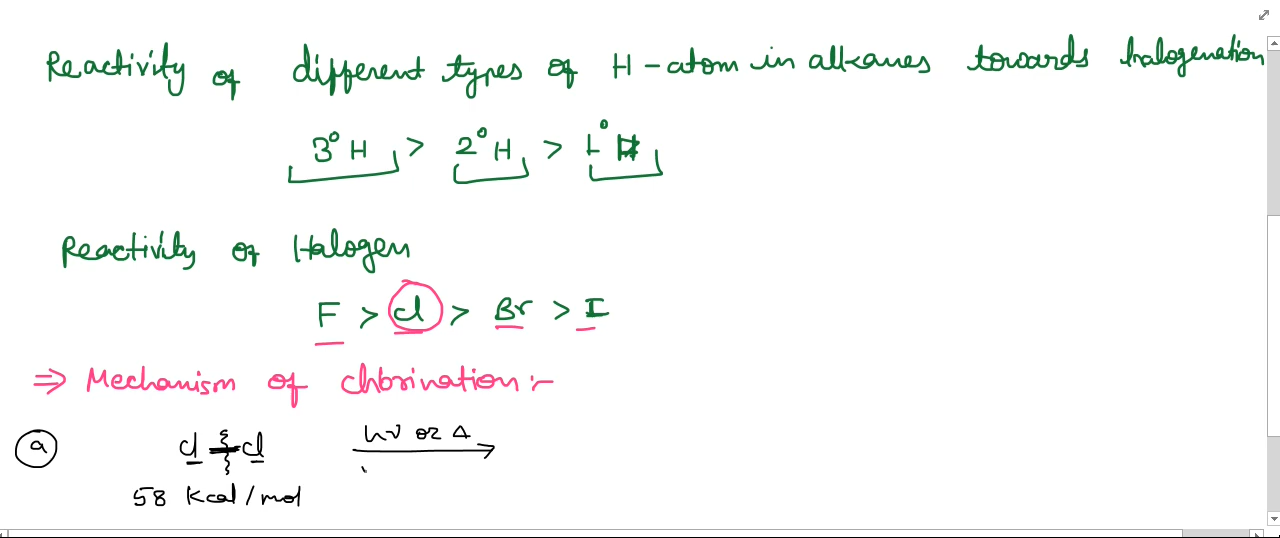 Reactivity of different types of H-atom in alkanes towards halogenation
3° H > 2° H > 1° H
Reactivity of Halogen
F > Cl > Br > I
⇒ Mechanism of chlorination:-
(a) Cl-Cl hν or Δ
58 Kcal/mol